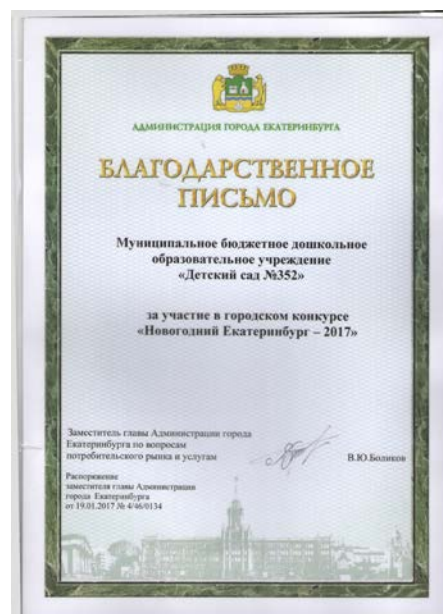 АДМИНИСТРАЦИЯ ГОРОДА ЕКАТЕРИНБУРГА
БЛАГОДАРСТВЕННОЕ
ПИСЬМО
Муниципальное бюджетное дошкольное
образовательное учреждение
«Детский сад №352»
за участие в городском конкурсе
«Новогодний Екатеринбург – 2017»
Заместитель главы Администрации города
Екатеринбурга по вопросам
потребительского рынка и услугам
В.Ю.Боликов
Распоряжение
заместителя главы Администрации
города Екатеринбурга
от 19.01.2017 № 4/46/0134